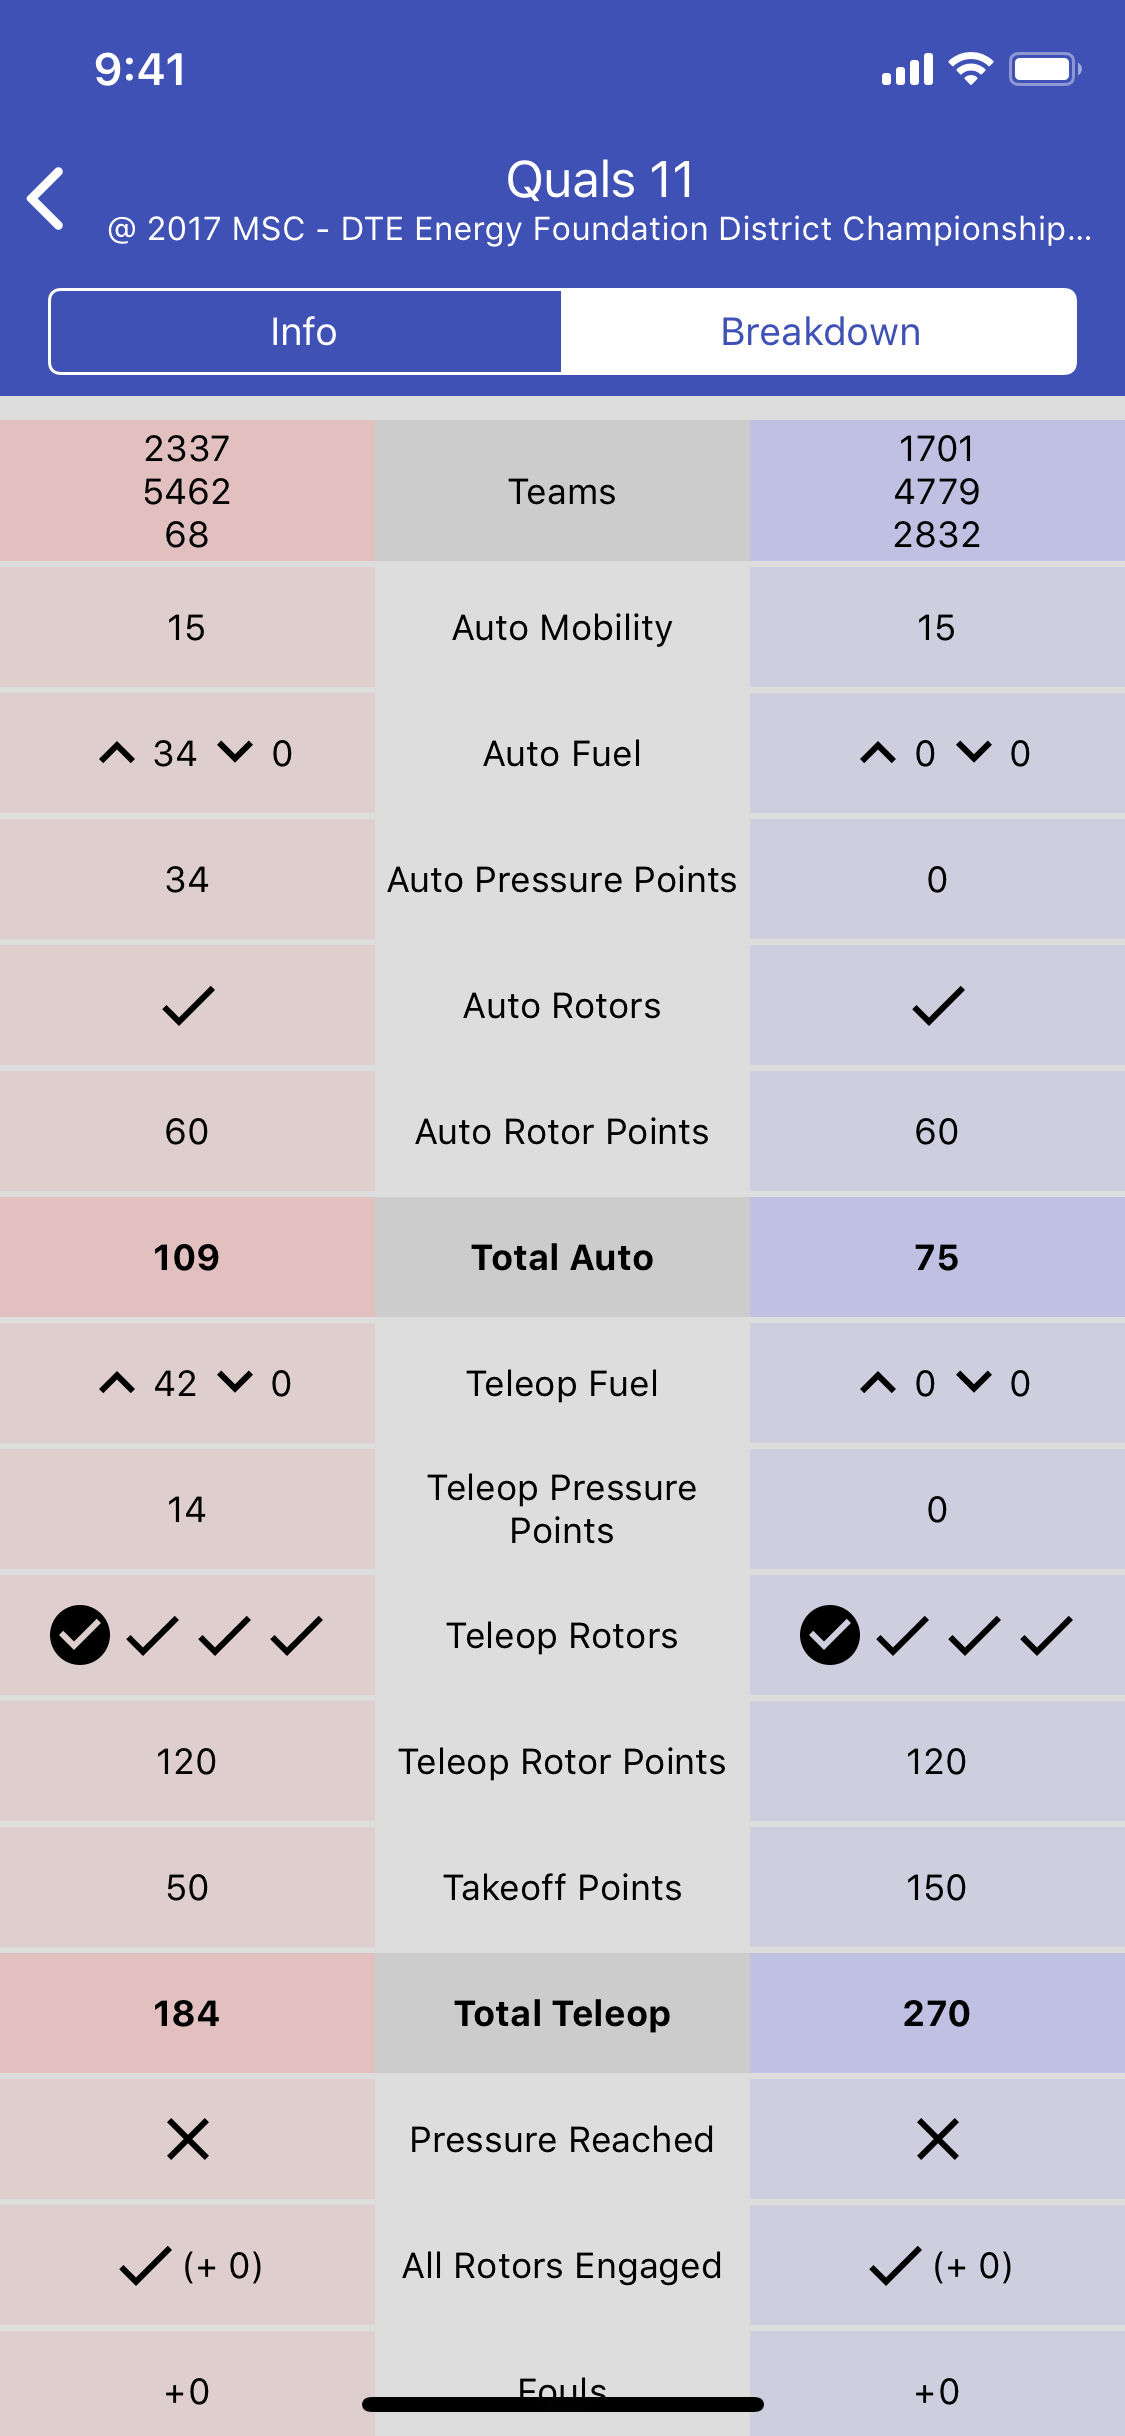 9:41
Quals 11
@ 2017 MSC - DTE Energy Foundation District Championship...
Info Breakdown
2337
5462
68
Teams
1701
4779
2832
15 Auto Mobility 15
34 0 Auto Fuel 0 0
34 Auto Pressure Points 0
Auto Rotors
60 Auto Rotor Points 60
109 Total Auto 75
42 0 Teleop Fuel 0 0
14 Teleop Pressure
Points 0
Teleop Rotors
120 Teleop Rotor Points 120
50 Takeoff Points 150
184 Total Teleop 270
Pressure Reached
(+ 0) All Rotors Engaged (+ 0)
+0 Fouls +0